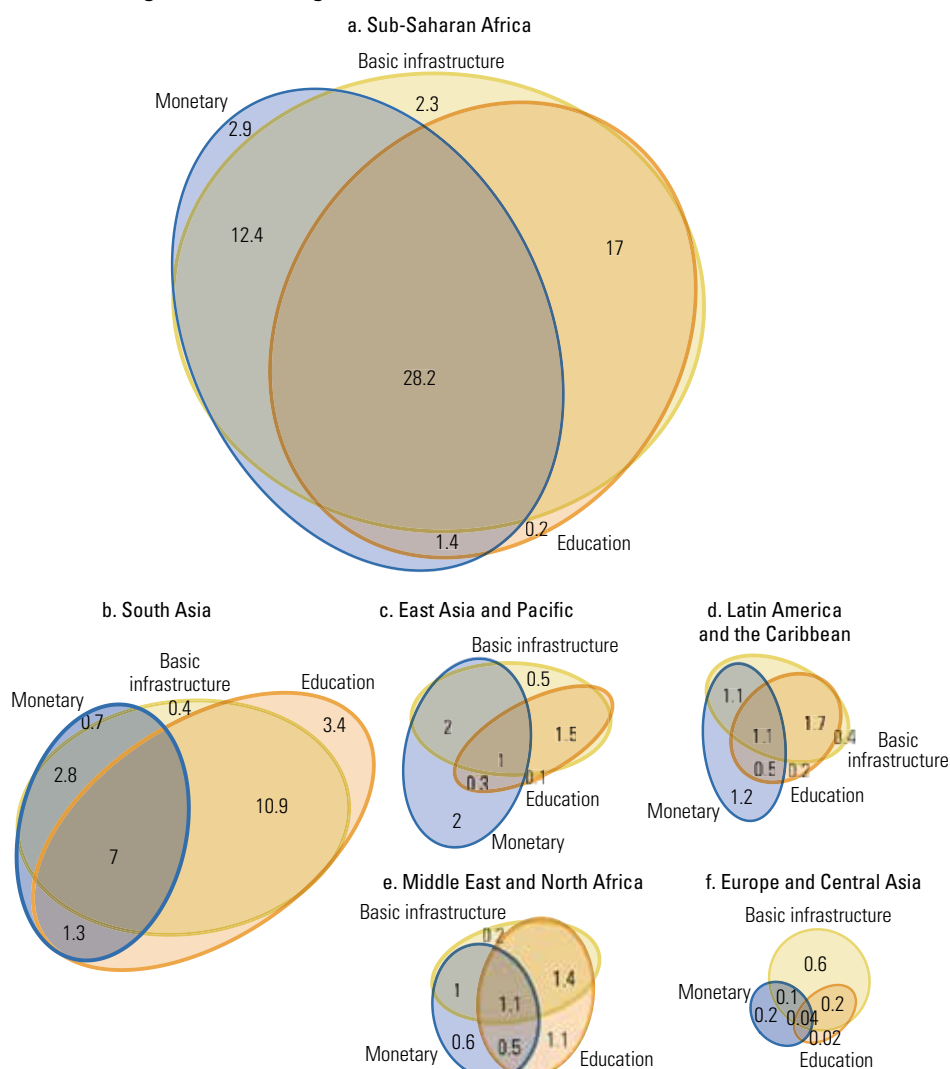 a. Sub-Saharan Africa
Basic infrastructure
Monetary
2.3
2.9
12.4
17
28.2
0.2
1.4
Education
b. South Asia
Basic
infrastructure
Monetary
Education
0.4
0.7
3.4
2.8
10.9
7
1.3
c. East Asia and Pacific
Basic infrastructure
0.5
2
1.5
1
0.3
0.1
Education
2
Monetary
d. Latin America
and the Caribbean
1.1
1.7
1.1
0.4
Basic
infrastructure
0.5
0.2
Education
1.2
Monetary
e. Middle East and North Africa
Basic infrastructure
0.2
1.4
1
1.1
0.6
0.5
1.1
Monetary
Education
f. Europe and Central Asia
Basic infrastructure
0.6
Monetary
0.1
0.2
0.2
0.04
0.02
Education